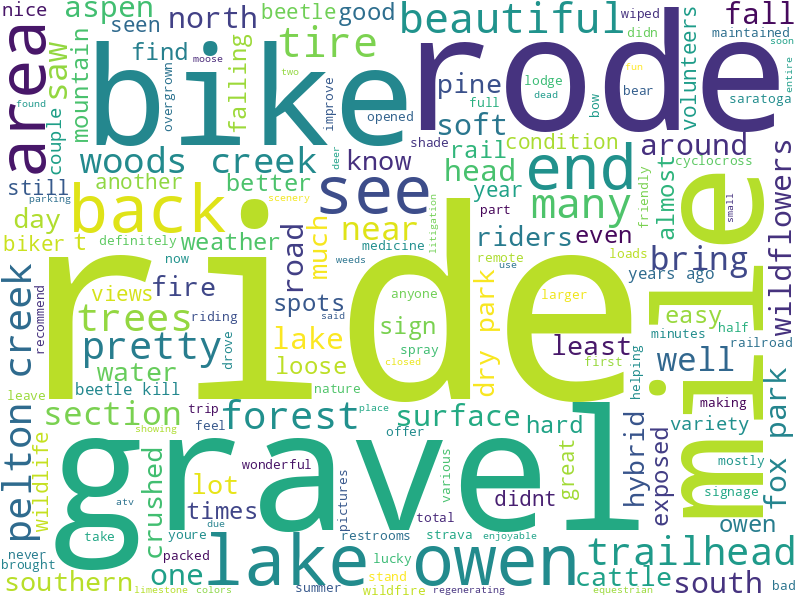 nice
aspen
seen
north
beetle
good
beautiful
wiped
didn
volunteers
fall
maintained
area
saw
mountain
find
falling
tire
bike
rode
moose
two
improve
overgrown
found
couple
pine
lodge
dead
full
opened
bow
fun
bear
soon
entire
saratoga
soft
shade
condition
woods creek
know
rail
head
end
around
cyclocross
wildflowers
still
parking
another
better
deer
scenery
see
year
many
almost
friendly
small
day
back
near
litigation
part
riders
even
biker
t
definitely
weather
road
much
medicine
remote
loads
bring
mile
now
weeds
use
years ago
pelton creek
recommend
views
fire
riding
spots
anyone
dry park
larger
easy
minutes
half
railroad
trees
drove
sign
spray
said
closed
lake
loose
pretty
ride
least
first
well
fox park
water
beetle kill
nature
helping
leave
making
section
trip
forest
place
surface
hard
hybrid
variety
showing
feel
offer
gravel
exposed
mostly
wildlife
crushed
wonderful
various
great
signage
lot
didnt
times
pictures
total
owen
take
atv
due
youre
restrooms
strava
enjoyable
trailhead
never
brought
packed
lucky
southern
one
lake owen
stand
cattle
south
bad
limestone
colors
summer
wildfire
regenerating
equestrian